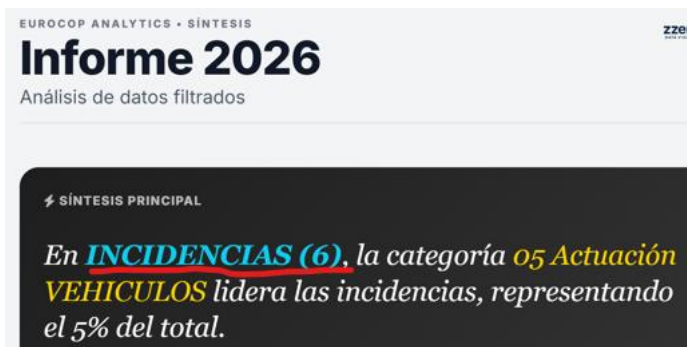 EUROCOP ANALYTICS • SÍNTESIS
Informe 2026
Análisis de datos filtrados
SÍNTESIS PRINCIPAL
En INCIDENCIAS (6), la categoría 05 Actuación
VEHICULOS lidera las incidencias, representando
el 5% del total.